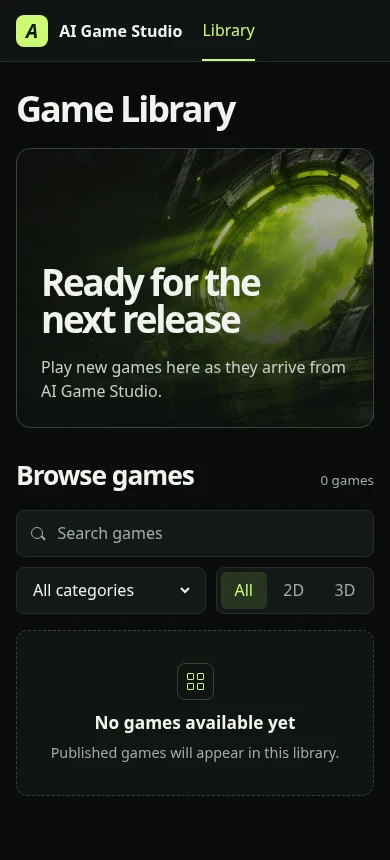 A AI Game Studio Library
Game Library
Ready for the
next release
Play new games here as they arrive from
AI Game Studio.
Browse games 0 games
Search games
All categories All 2D 3D
No games available yet
Published games will appear in this library.